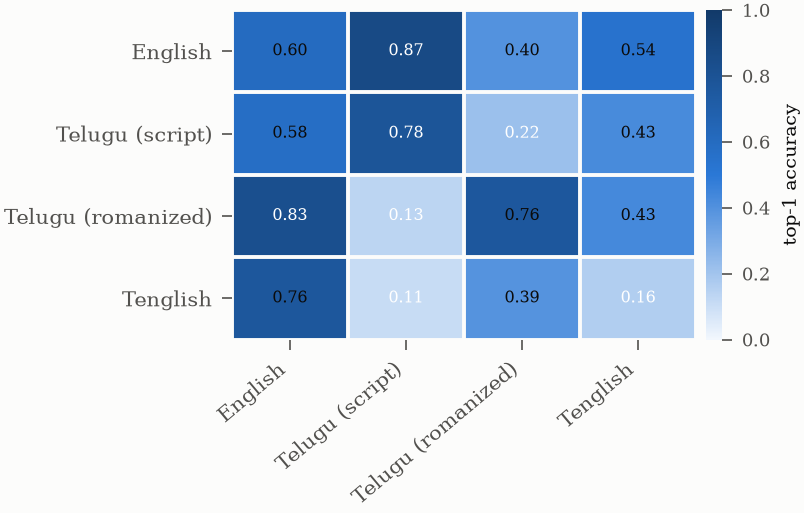 English 0.60 0.87 0.40 0.54
Telugu (script) 0.58 0.78 0.22 0.43
Telugu (romanized) 0.83 0.13 0.76 0.43
Tenglish 0.76 0.11 0.39 0.16
English Telugu (script) Telugu (romanized) Tenglish
1.0
0.8
0.6
0.4
0.2
0.0
top-1 accuracy